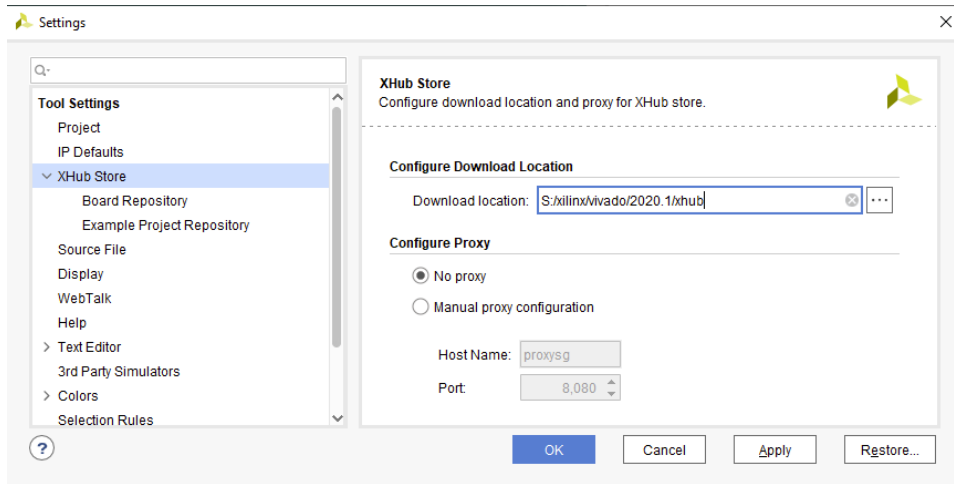 Settings
Tool Settings
Project
IP Defaults
XHub Store
Board Repository
Example Project Repository
Source File
Display
WebTalk
Help
Text Editor
3rd Party Simulators
Colors
Selection Rules
XHub Store
Configure download location and proxy for XHub store.
Configure Download Location
Download location: S:/xilinx/vivado/2020.1/xhub
Configure Proxy
No proxy
Manual proxy configuration
Host Name: proxysg
Port: 8,080
? OK Cancel Apply Restore...